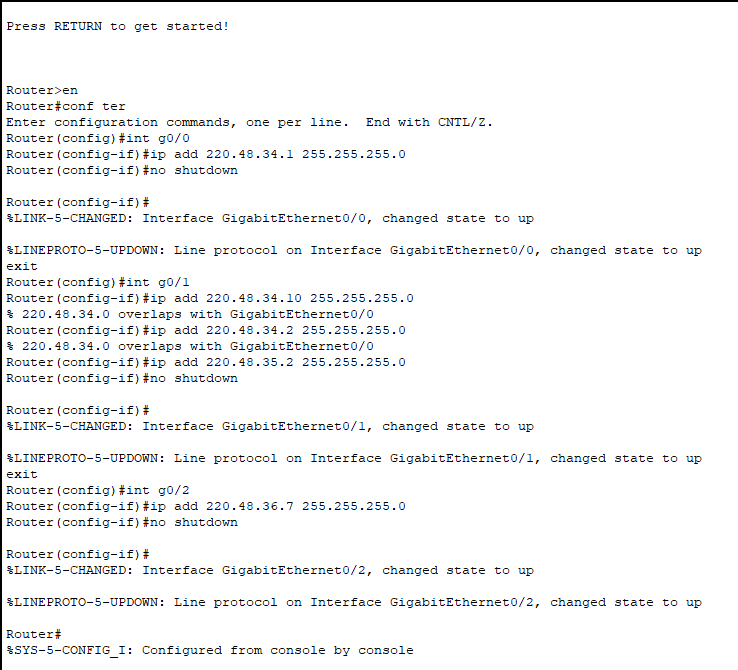 Press RETURN to get started!
Router>en
Router#conf ter
Enter configuration commands, one per line.  End with CNTL/Z.
Router(config)#int g0/0
Router(config-if)#ip add 220.48.34.1 255.255.255.0
Router(config-if)#no shutdown
Router(config-if)#
%LINK-5-CHANGED: Interface GigabitEthernet0/0, changed state to up
%LINEPROTO-5-UPDOWN: Line protocol on Interface GigabitEthernet0/0, changed state to up
exit
Router(config)#int g0/1
Router(config-if)#ip add 220.48.34.10 255.255.255.0
% 220.48.34.0 overlaps with GigabitEthernet0/0
Router(config-if)#ip add 220.48.34.2 255.255.255.0
% 220.48.34.0 overlaps with GigabitEthernet0/0
Router(config-if)#ip add 220.48.35.2 255.255.255.0
Router(config-if)#no shutdown
Router(config-if)#
%LINK-5-CHANGED: Interface GigabitEthernet0/1, changed state to up
%LINEPROTO-5-UPDOWN: Line protocol on Interface GigabitEthernet0/1, changed state to up
exit
Router(config)#int g0/2
Router(config-if)#ip add 220.48.36.7 255.255.255.0
Router(config-if)#no shutdown
Router(config-if)#
%LINK-5-CHANGED: Interface GigabitEthernet0/2, changed state to up
%LINEPROTO-5-UPDOWN: Line protocol on Interface GigabitEthernet0/2, changed state to up
Router#
%SYS-5-CONFIG_I: Configured from console by console